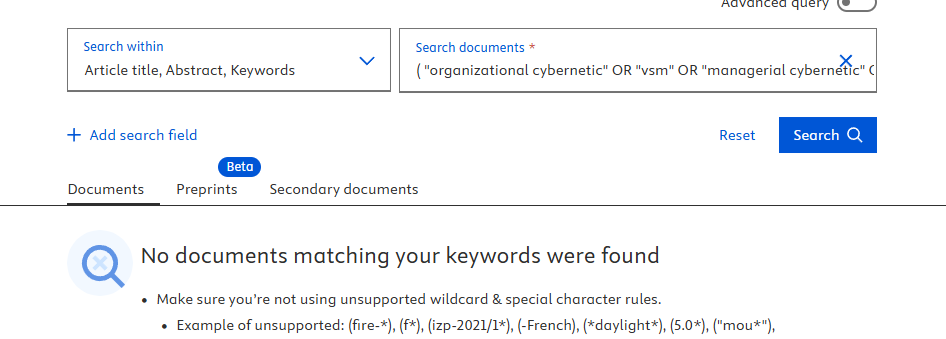 Advanced query
Search within
Article title, Abstract, Keywords
Search documents *
( "organizational cybernetic" OR "vsm" OR "managerial cybernetic" (
Add search field
Reset
Search
Beta
Documents
Preprints
Secondary documents
No documents matching your keywords were found
• Make sure you're not using unsupported wildcard & special character rules.
• Example of unsupported: (fire-*), (f*), (izp-2021/1*), (-French), (*daylight*), (5.0*), ("mou*"),